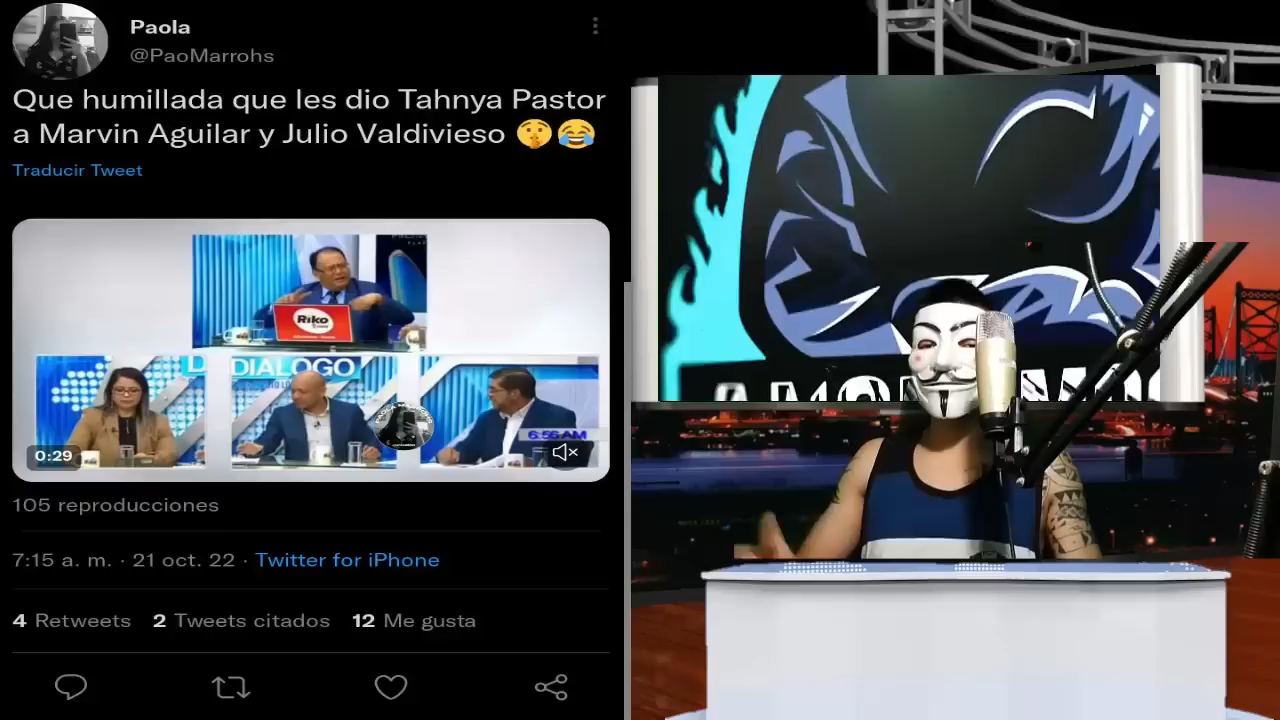 Paola
@PaoMarrohs
Que humillada que les dio Tahnya Pastor
a Marvin Aguilar y Julio Valdivieso 🤫😂
Traducir Tweet
Riko
DIALOGO
6:56 AM
0:29
105 reproducciones
7:15 a. m. · 21 oct. 22 · Twitter for iPhone
4 Retweets 2 Tweets citados 12 Me gusta